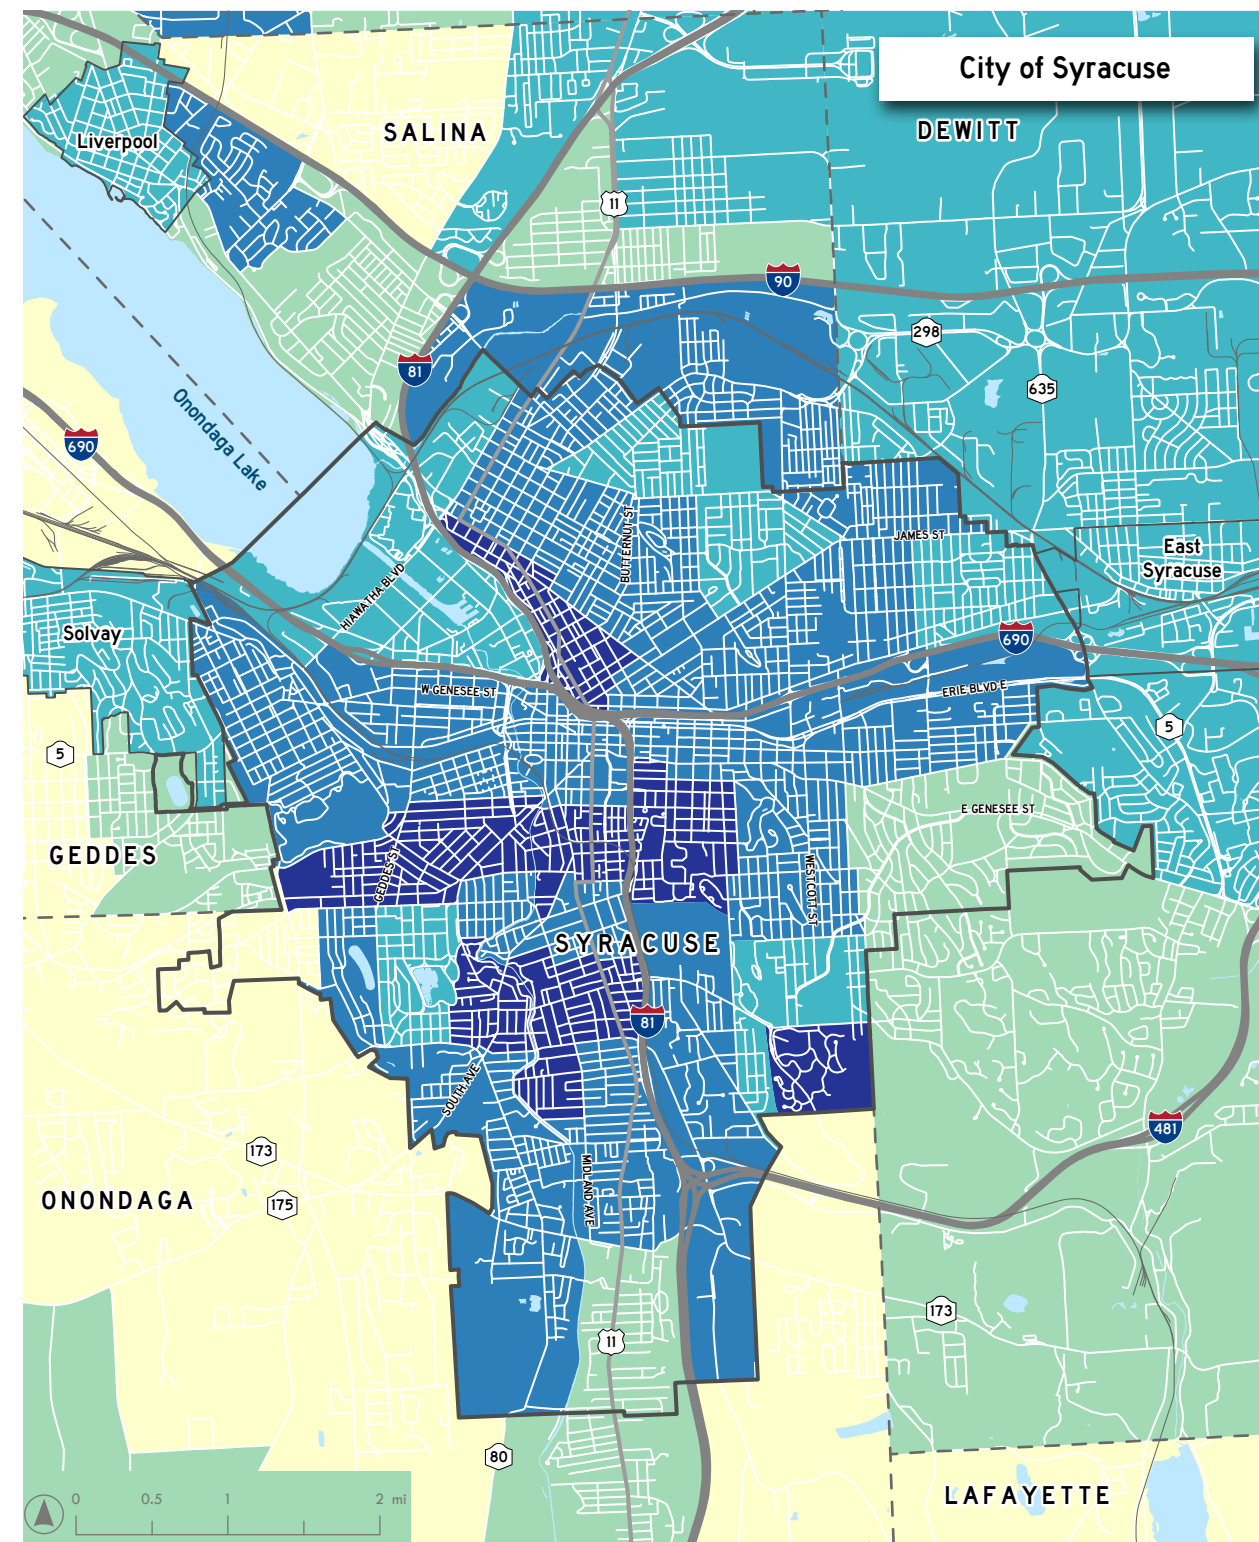 City of Syracuse
SALINA
DEWITT
Liverpool
11
90
298
81
635
Onondaga Lake
690
BUTTERNUT ST
JAMES ST
East
Syracuse
HIAWATHA BLVD
Solvay
690
W GENESEE ST
ERIE BLVD E
5
5
E GENESEE ST
GEDDES
GEDDES ST
WESTCOTT ST
SYRACUSE
81
SOUTH AVE
481
173
MIDLAND AVE
ONONDAGA
175
173
11
80
LAFAYETTE
0 0.5 1 2 mi